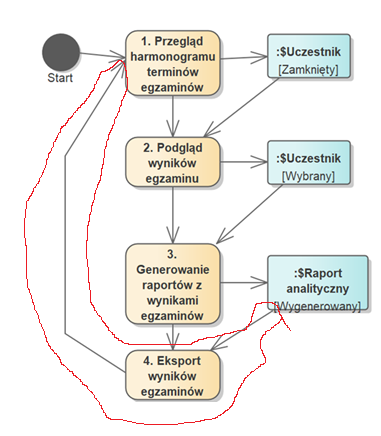 Start
1. Przegląd
harmonogramu
terminów
egzaminów
:$Uczestnik
[Zamknięty]
2. Podgląd
wyników
egzaminu
:$Uczestnik
[Wybrany]
3.
Generowanie
raportów z
wynikami
egzaminów
:$Raport
analityczny
[Wygenerowany]
4. Eksport
wyników
egzaminów